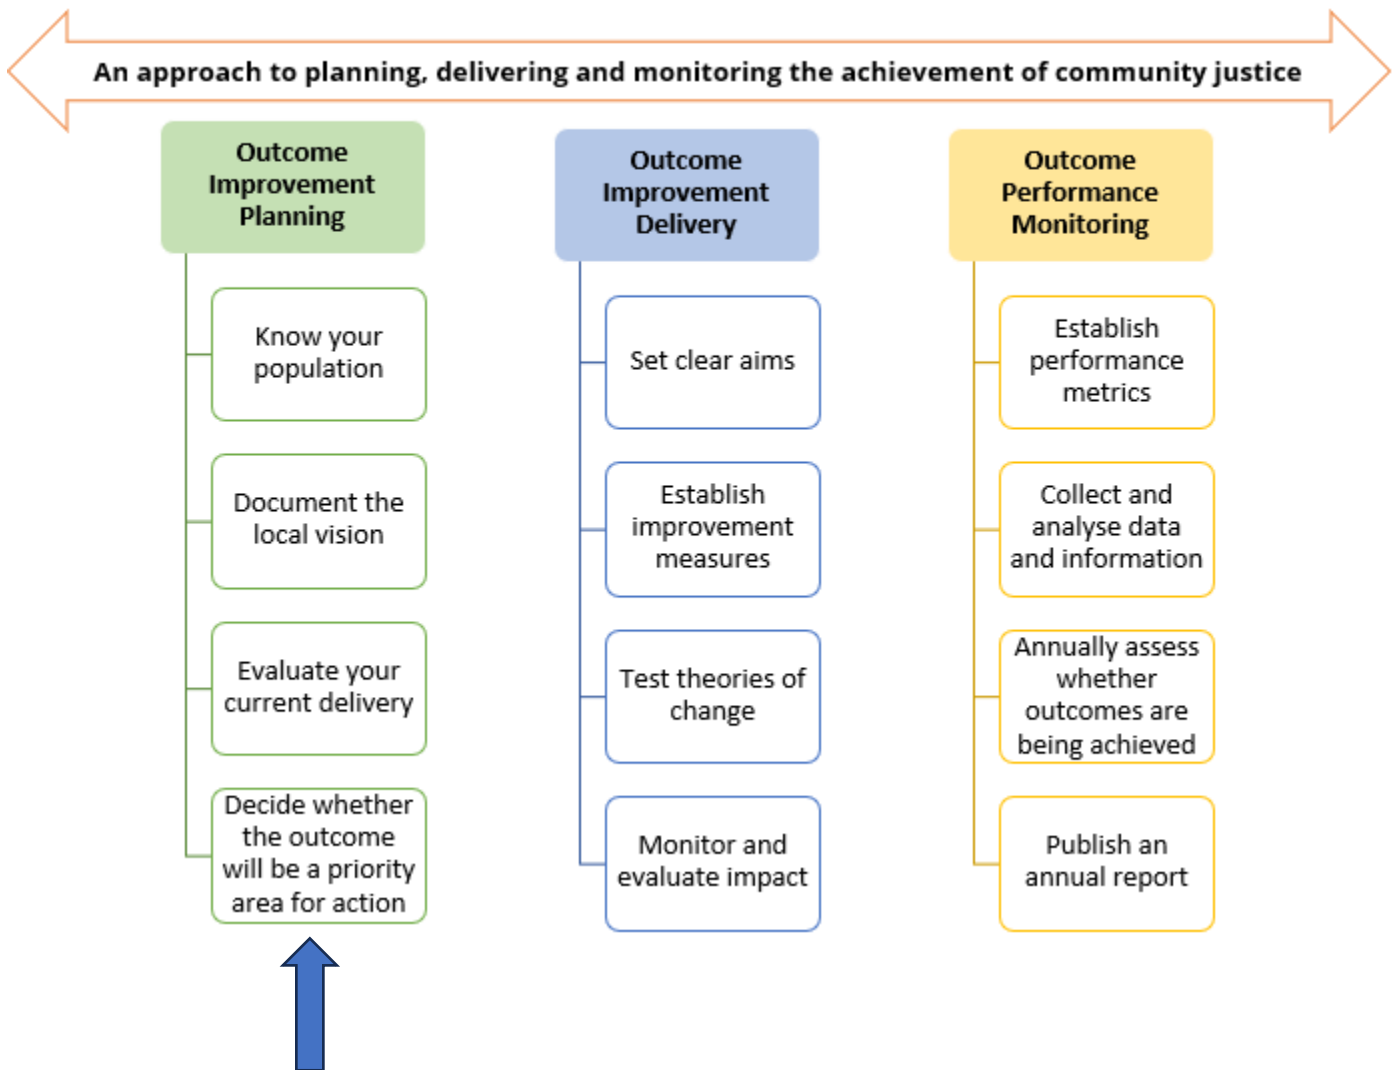 An approach to planning, delivering and monitoring the achievement of community justice
Outcome
Improvement
Planning
Know your
population
Document the
local vision
Evaluate your
current delivery
Decide whether
the outcome
will be a priority
area for action
Outcome
Improvement
Delivery
Set clear aims
Establish
improvement
measures
Test theories of
change
Monitor and
evaluate impact
Outcome
Performance
Monitoring
Establish
performance
metrics
Collect and
analyse data
and information
Annually assess
whether
outcomes are
being achieved
Publish an
annual report